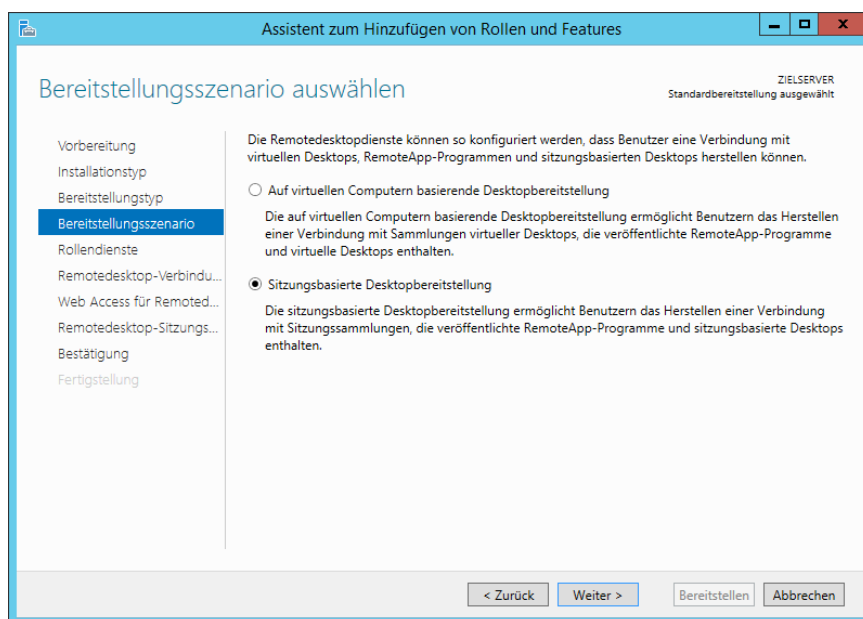 Assistent zum Hinzufügen von Rollen und Features
Bereitstellungsszenario auswählen
ZIELSERVER
Standardbereitstellung ausgewählt
Vorbereitung
Installationstyp
Bereitstellungstyp
Bereitstellungsszenario
Rollendienste
Remotedesktop-Verbindu...
Web Access für Remoted...
Remotedesktop-Sitzungs...
Bestätigung
Fertigstellung
Die Remotedesktopdienste können so konfiguriert werden, dass Benutzer eine Verbindung mit
virtuellen Desktops, RemoteApp-Programmen und sitzungsbasierten Desktops herstellen können.
Auf virtuellen Computern basierende Desktopbereitstellung
Die auf virtuellen Computern basierende Desktopbereitstellung ermöglicht Benutzern das Herstellen
einer Verbindung mit Sammlungen virtueller Desktops, die veröffentlichte RemoteApp-Programme
und virtuelle Desktops enthalten.
Sitzungsbasierte Desktopbereitstellung
Die sitzungsbasierte Desktopbereitstellung ermöglicht Benutzern das Herstellen einer Verbindung
mit Sitzungssammlungen, die veröffentlichte RemoteApp-Programme und sitzungsbasierte Desktops
enthalten.
< Zurück
Weiter >
Bereitstellen
Abbrechen